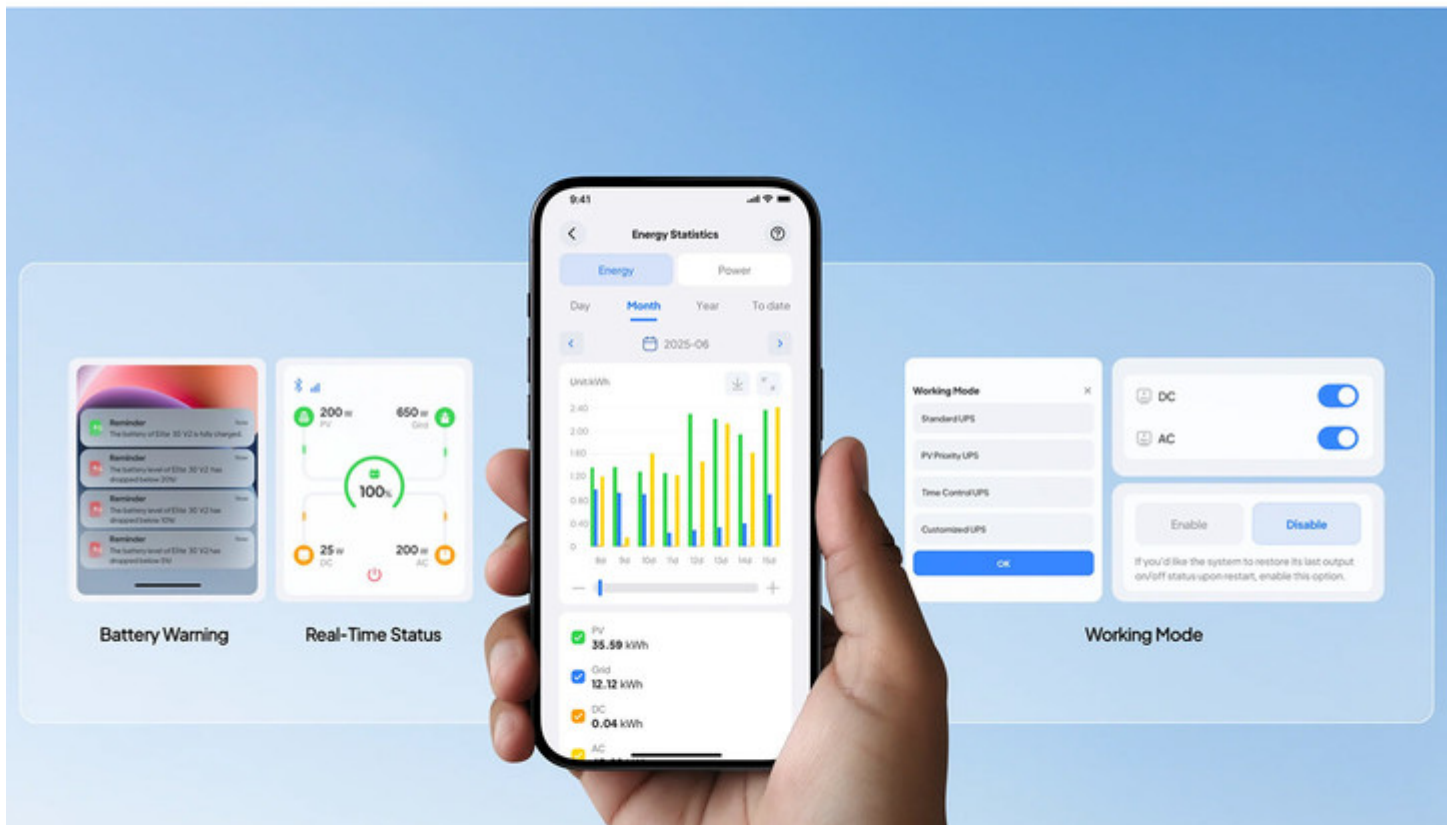 Reminder
Now
The battery of Elite 30 V2 is fully charged.
Reminder
Now
The battery level of Elite 30 V2 has
dropped below 20%!
Reminder
Now
The battery level of Elite 30 V2 has
dropped below 10%!
Reminder
Now
The battery level of Elite 30 V2 has
dropped below 5%!
Battery Warning
200 W
PV
650 W
Grid
100%
25 W
DC
200 W
AC
Real-Time Status
9:41
Energy Statistics
Energy Power
Day Month Year To date
2025-06
Unit:kWh
2.40
2.00
1.60
1.20
0.80
0.40
0
8d 9d 10d 11d 12d 13d 14d 15d
PV
35.59 kWh
Grid
12.12 kWh
DC
0.04 kWh
AC
Working Mode
Standard UPS
PV Priority UPS
Time Control UPS
Customized UPS
OK
DC
AC
Enable Disable
If you'd like the system to restore its last output
on/off status upon restart, enable this option.
Working Mode